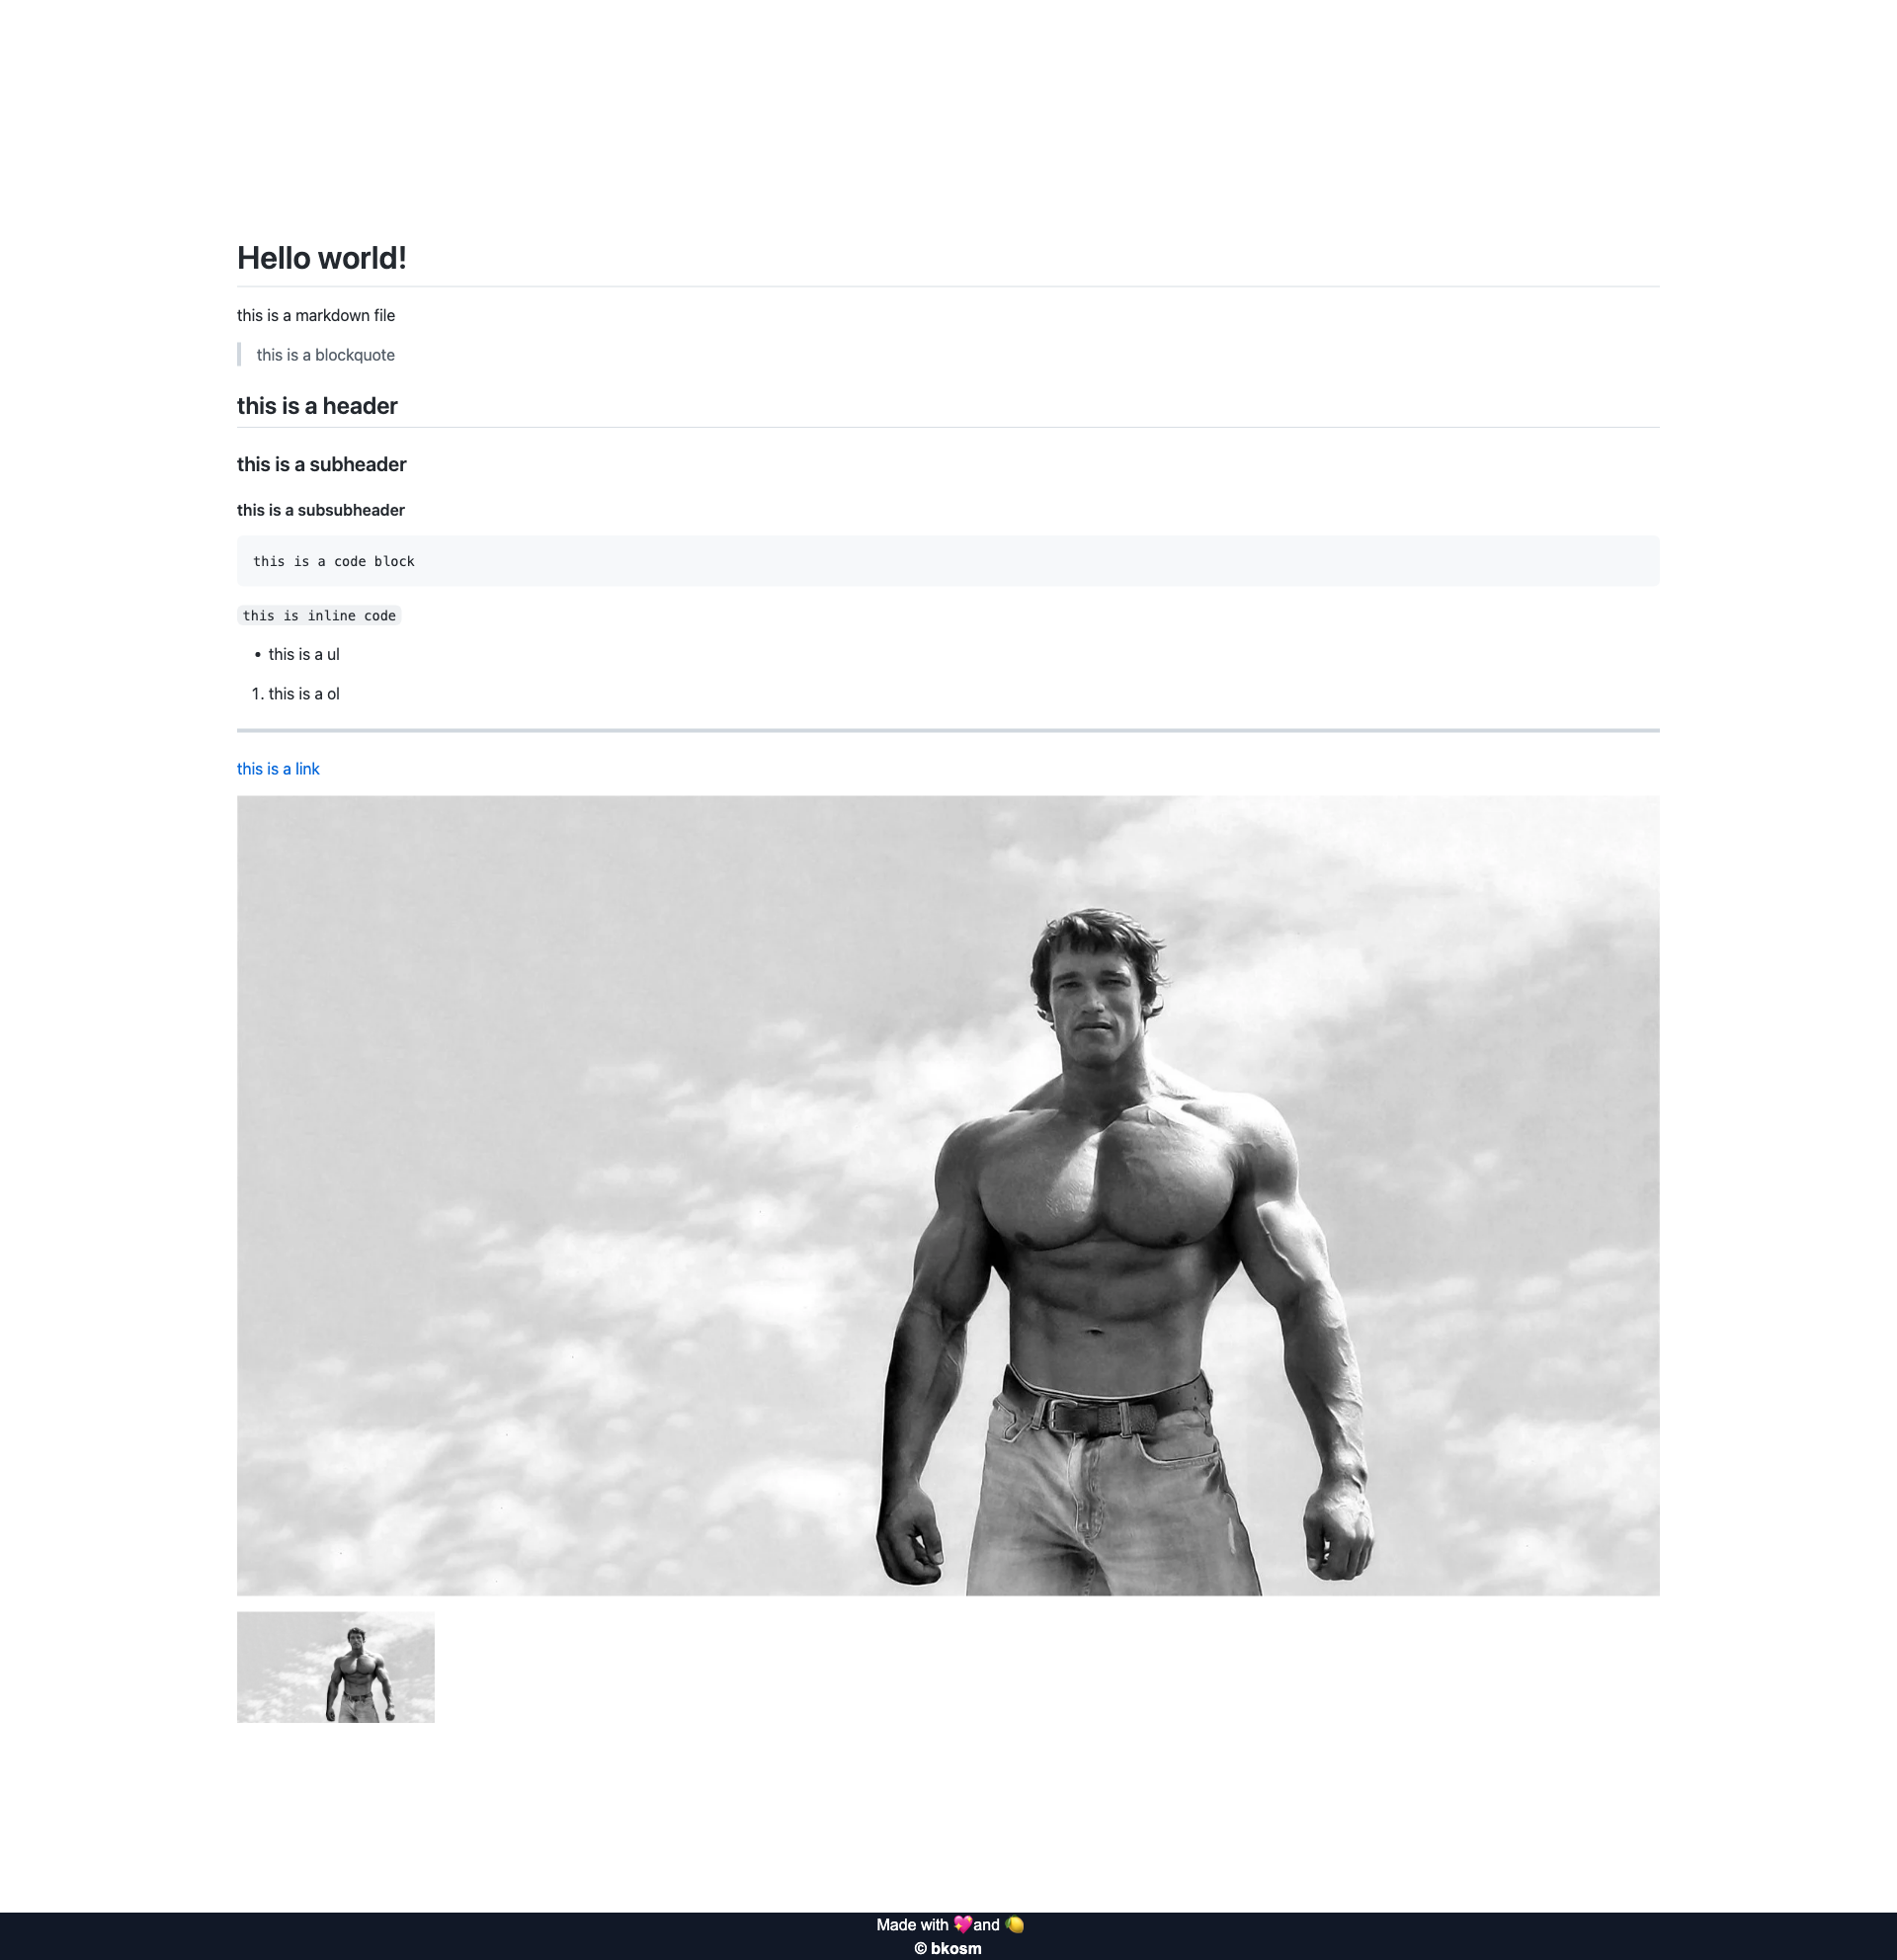 Hello world!
this is a markdown file
this is a blockquote
this is a header
this is a subheader
this is a subsubheader
this is a code block
this is inline code
• this is a ul
1. this is a ol
this is a link
Made with 💖and 🍋
© bkosm